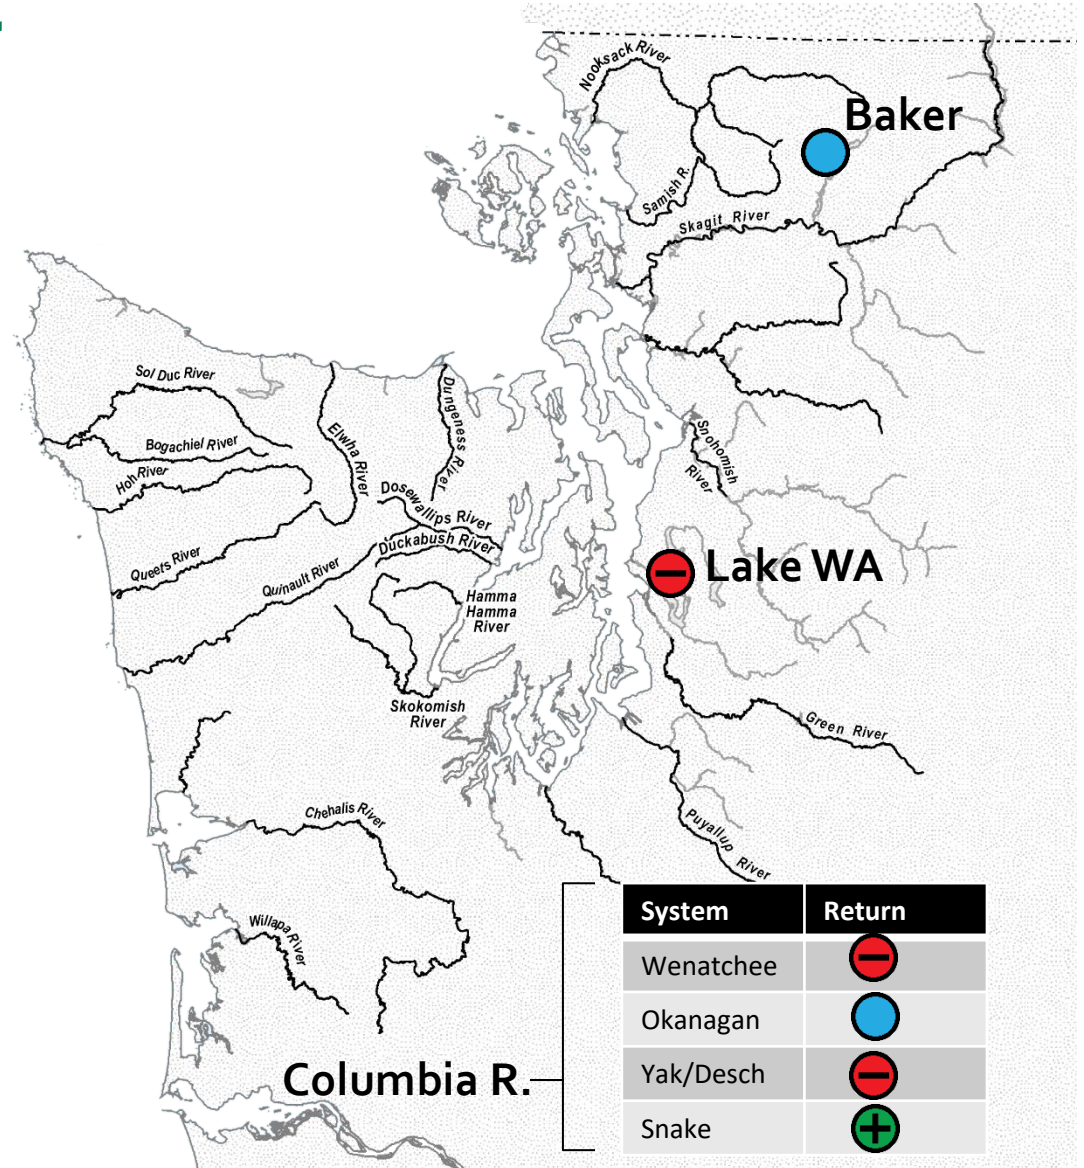 Nooksack River
Baker
Samish R.
Skagit River
Sol Duc River
Bogachiel River
Hoh River
Elwha River
Dungeness River
Snohomish
River
Dosewallips River
Duckabush River
Queets River
Quinault River
Lake WA
Hamma
Hamma
River
Skokomish
River
Green River
Chehalis River
Puyallup River
Willapa River
Columbia R.
System Return
Wenatchee
Okanagan
Yak/Desch
Snake